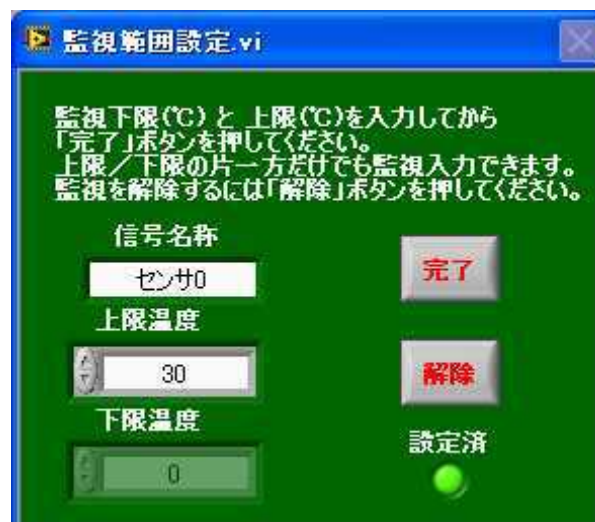 監視範囲設定.vi
監視下限(℃) と 上限(℃)を入力してから
「完了」ボタンを押してください。
上限／下限の片一方だけでも監視入力できます。
監視を解除するには「解除」ボタンを押してください。
信号名称
センサ0
完了
上限温度
30
解除
下限温度
0
設定済